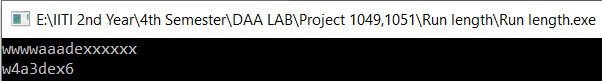 E:\IITI 2nd Year\4th Semester\DAA LAB\Project 1049,1051\Run length\Run length.exe
wwwwaaadexxxxxx
w4a3dex6